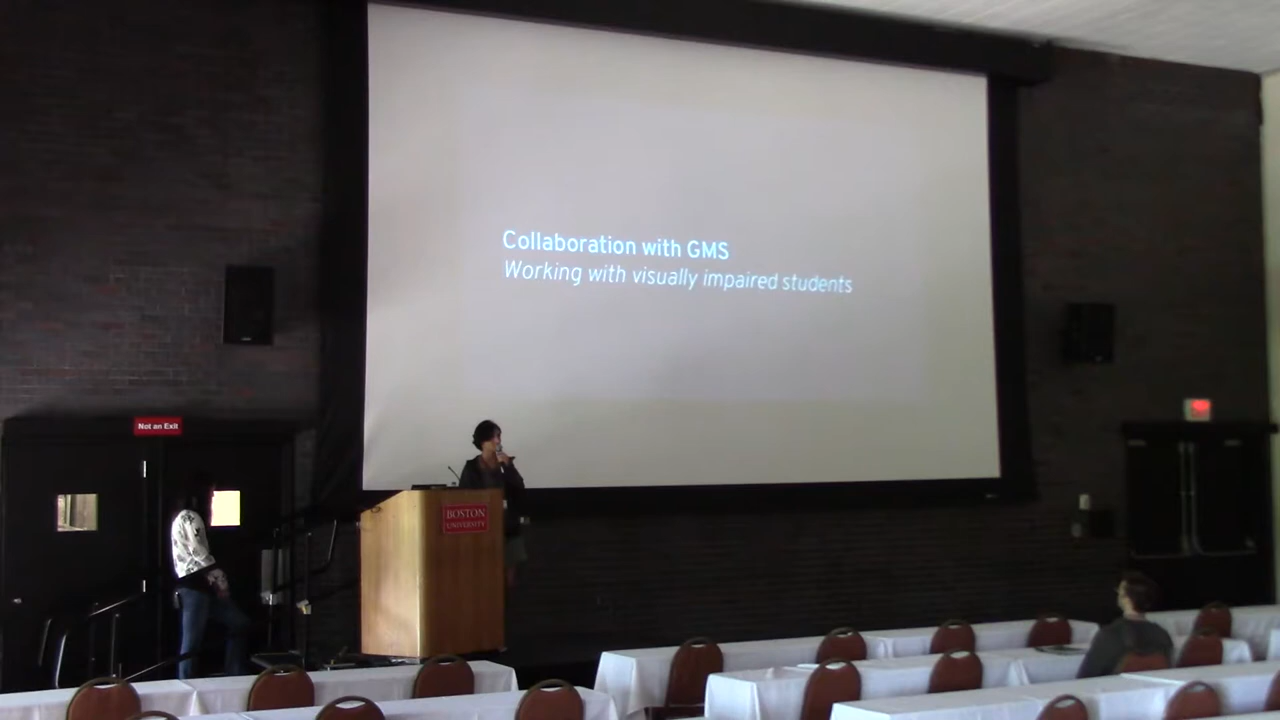 Collaboration with GMS
Working with visually impaired students
Not an Exit
BOSTON
UNIVERSITY